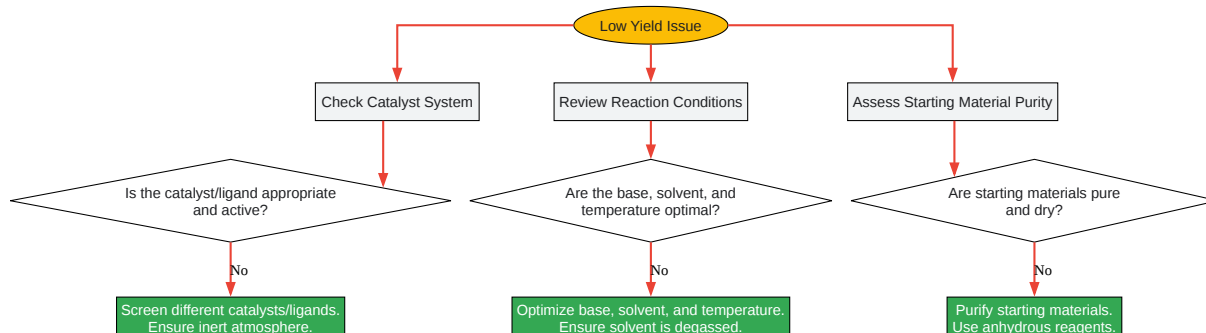 Low Yield Issue
Check Catalyst System
Review Reaction Conditions
Assess Starting Material Purity
Is the catalyst/ligand appropriate
and active?
Are the base, solvent, and
temperature optimal?
Are starting materials pure
and dry?
No
No
No
Screen different catalysts/ligands.
Ensure inert atmosphere.
Optimize base, solvent, and temperature.
Ensure solvent is degassed.
Purify starting materials.
Use anhydrous reagents.